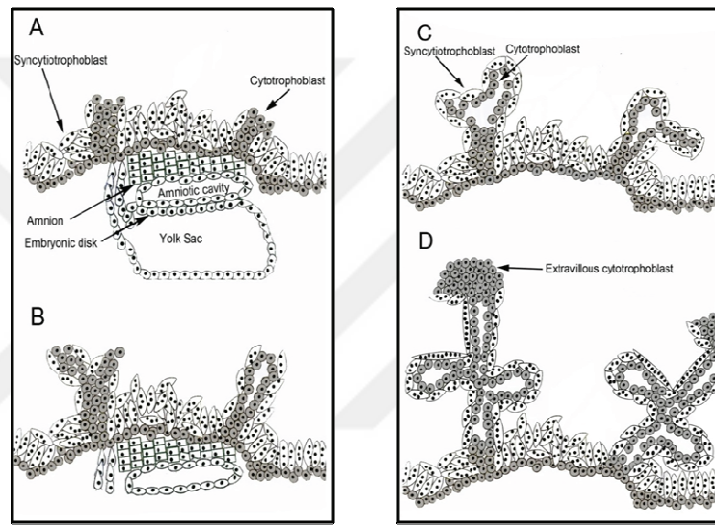 A
Syncytiotrophoblast
Cytotrophoblast
Amniotic cavity
Amnion
Embryonic disk
Yolk Sac
B
C
Syncytiotrophoblast
Cytotrophoblast
D
Extravillous cytotrophoblast